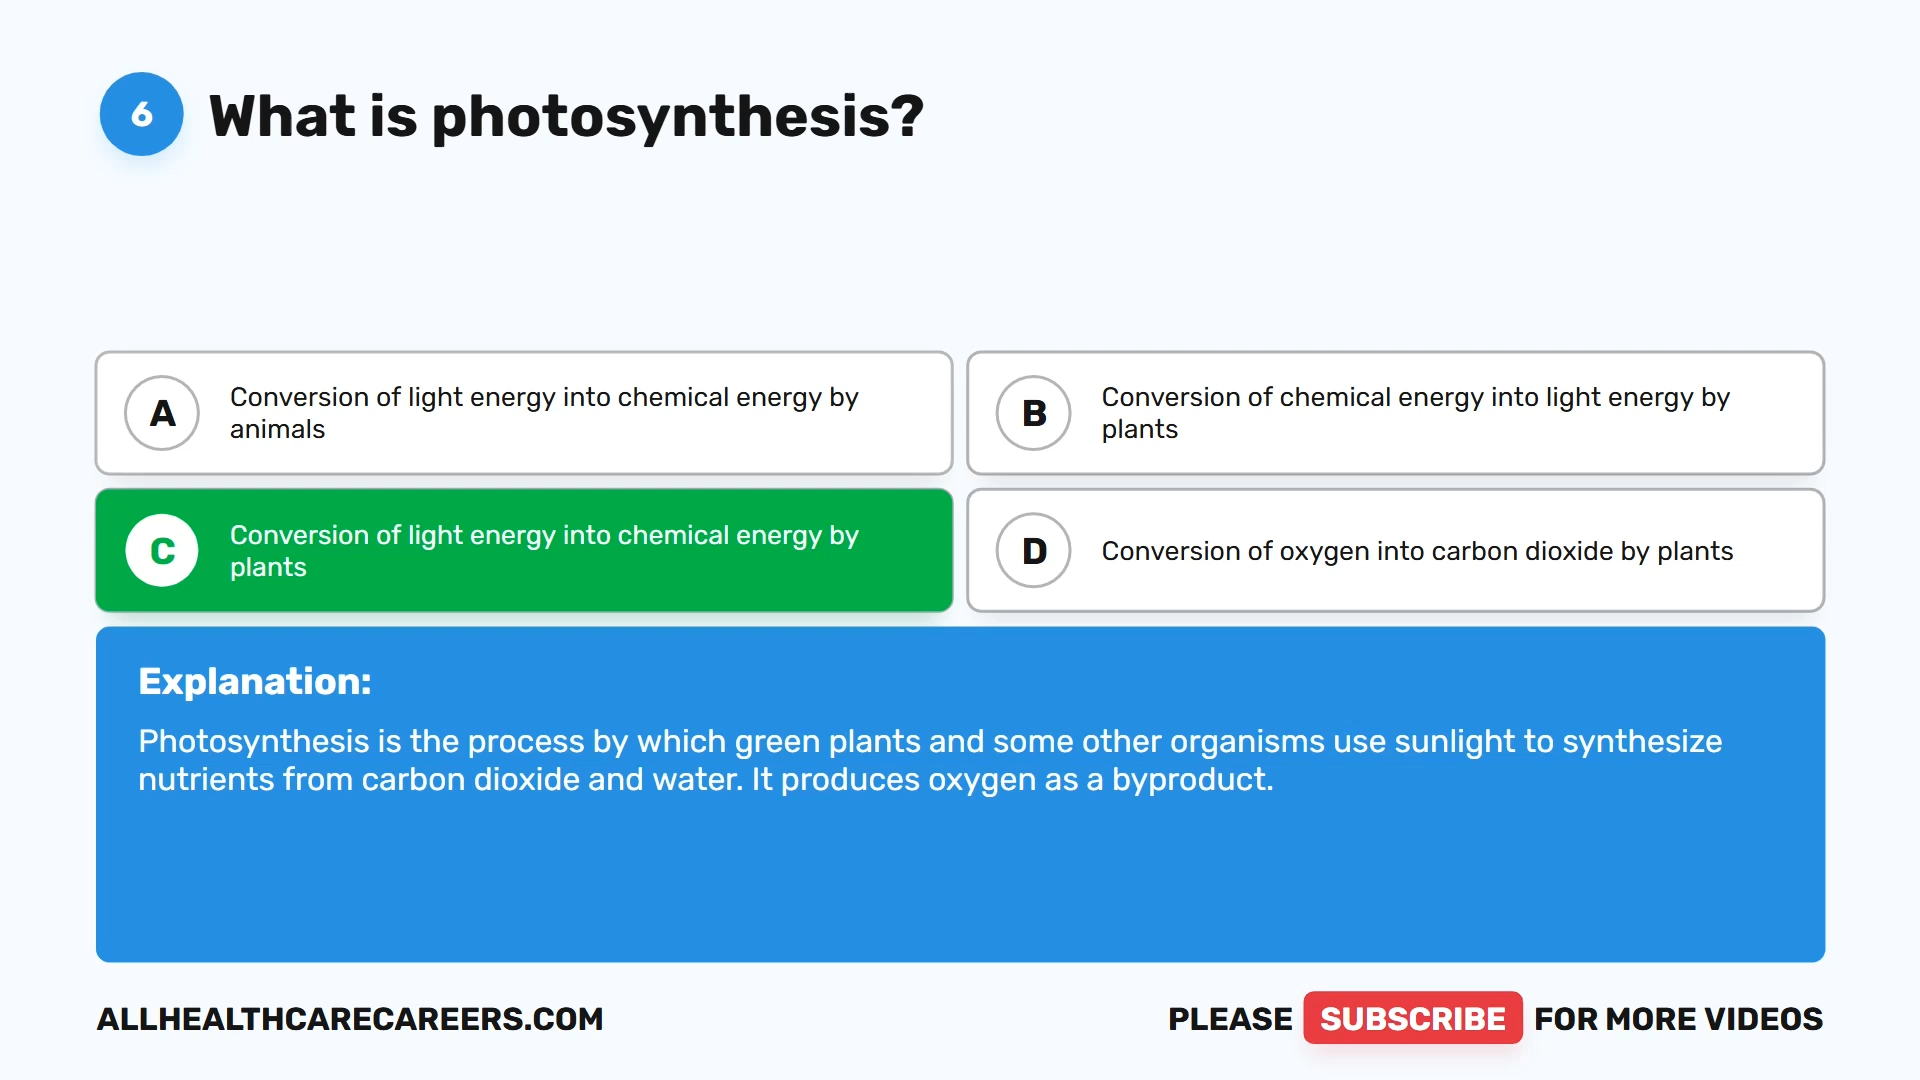 6
What is photosynthesis?
A
Conversion of light energy into chemical energy by
animals
B
Conversion of chemical energy into light energy by
plants
C
Conversion of light energy into chemical energy by
plants
D
Conversion of oxygen into carbon dioxide by plants
Explanation:
Photosynthesis is the process by which green plants and some other organisms use sunlight to synthesize
nutrients from carbon dioxide and water. It produces oxygen as a byproduct.
ALLHEALTHCARECAREERS.COM
PLEASE SUBSCRIBE FOR MORE VIDEOS